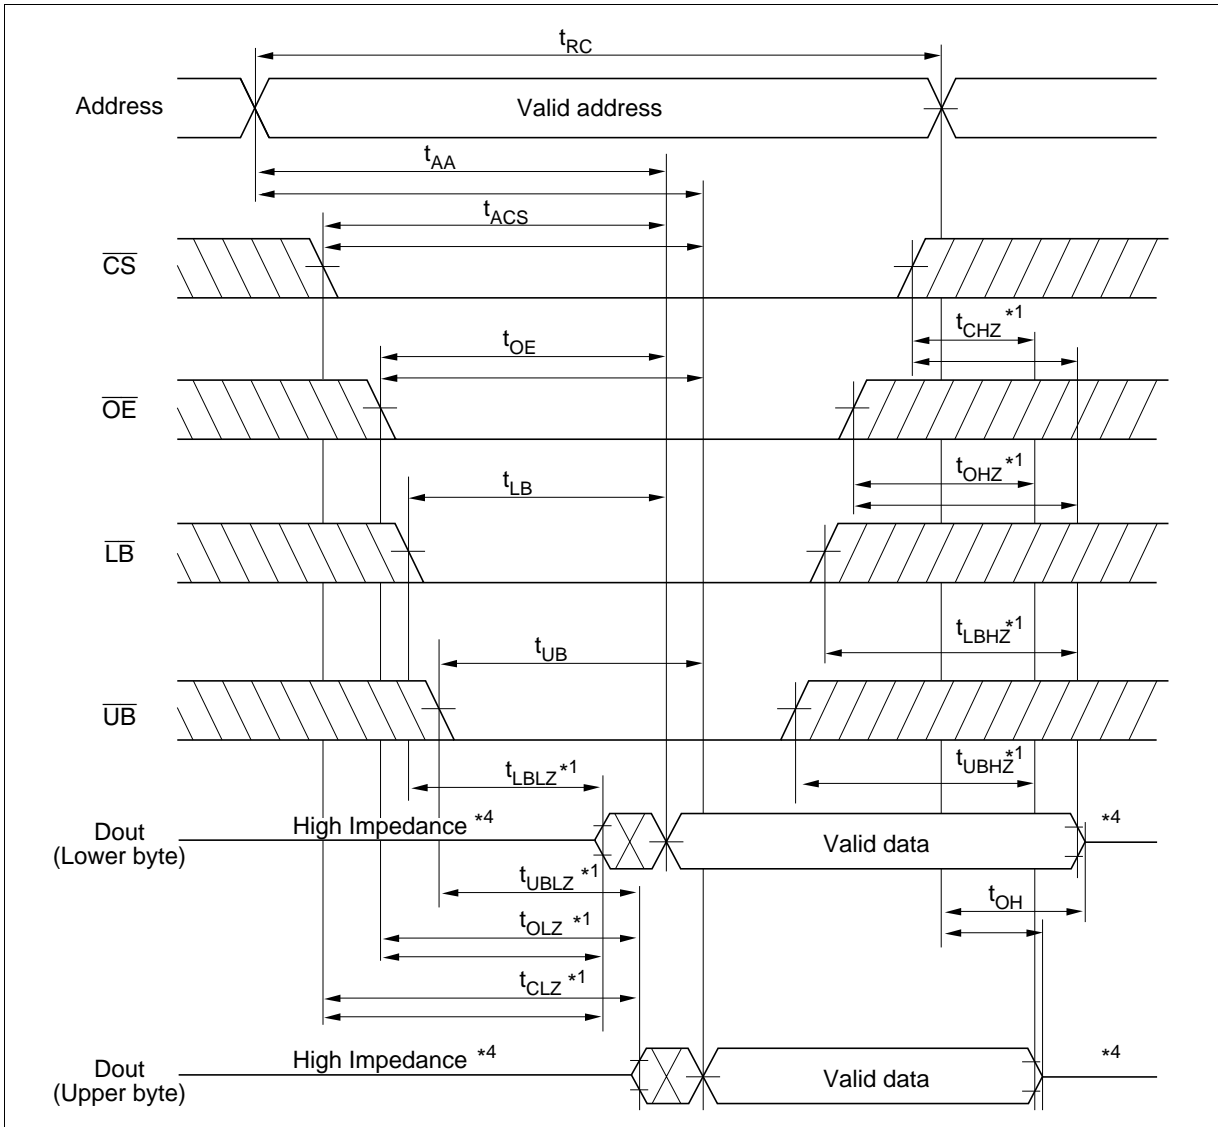 tRC
Address
Valid address
tAA
tACS
CS
tCHZ *1
tOE
OE
tOHZ *1
tLB
LB
tLBHZ *1
tUB
UB
tUBHZ *1
tLBLZ *1
High Impedance *4
*4
Dout
(Lower byte)
Valid data
tUBLZ *1
tOH
tOLZ *1
tCLZ *1
High Impedance *4
*4
Dout
(Upper byte)
Valid data